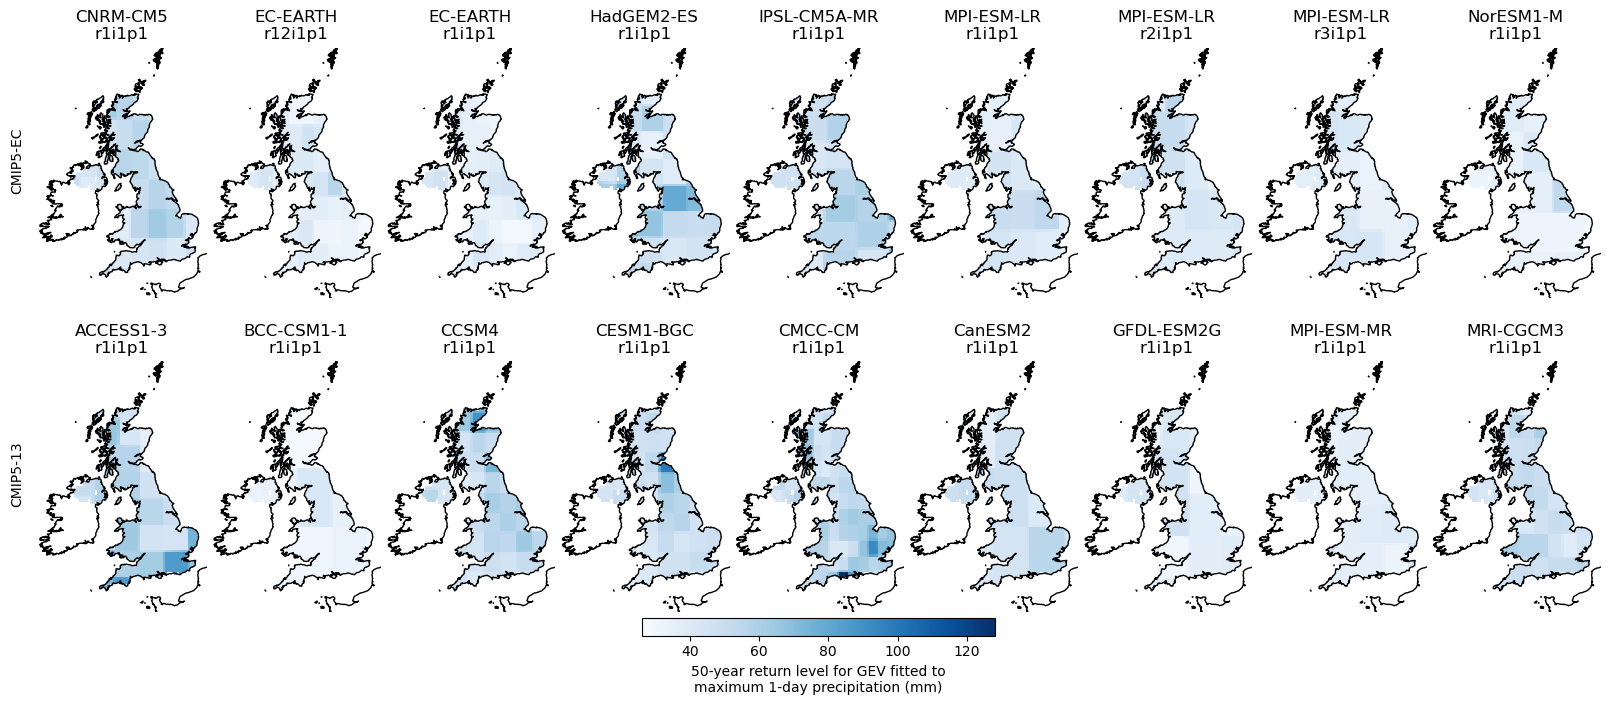 CNRM-CM5 EC-EARTH EC-EARTH HadGEM2-ES IPSL-CM5A-MR MPI-ESM-LR MPI-ESM-LR MPI-ESM-LR NorESM1-M
r1i1p1 r12i1p1 r1i1p1 r1i1p1 r1i1p1 r1i1p1 r2i1p1 r3i1p1 r1i1p1
CMIP5-EC
ACCESS1-3 BCC-CSM1-1 CCSM4 CESM1-BGC CMCC-CM CanESM2 GFDL-ESM2G MPI-ESM-MR MRI-CGCM3
r1i1p1 r1i1p1 r1i1p1 r1i1p1 r1i1p1 r1i1p1 r1i1p1 r1i1p1 r1i1p1
CMIP5-13
40 60 80 100 120
50-year return level for GEV fitted to
maximum 1-day precipitation (mm)